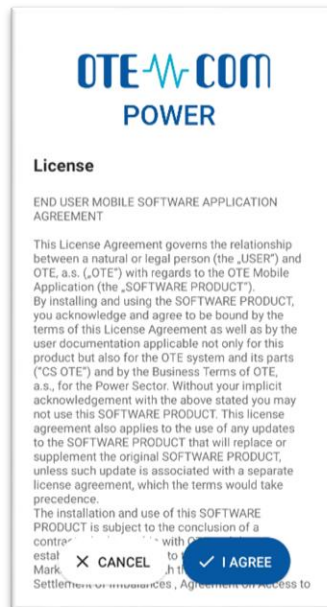 OTE COM
POWER
License
END USER MOBILE SOFTWARE APPLICATION
AGREEMENT
This License Agreement governs the relationship
between a natural or legal person (the „USER") and
OTE, a.s. („OTE") with regards to the OTE Mobile
Application (the „SOFTWARE PRODUCT").
By installing and using the SOFTWARE PRODUCT,
you acknowledge and agree to be bound by the
terms of this License Agreement as well as by the
user documentation applicable not only for this
product but also for the OTE system and its parts
("CS OTE") and by the Business Terms of OTE,
a.s., for the Power Sector. Without your implicit
acknowledgement with the above stated you may
not use this SOFTWARE PRODUCT. This license
agreement also applies to the use of any updates
to the SOFTWARE PRODUCT that will replace or
supplement the original SOFTWARE PRODUCT,
unless such update is associated with a separate
license agreement, which the terms would take
precedence.
The installation and use of this SOFTWARE
PRODUCT is subject to the conclusion of a
with
CANCEL
I AGREE
Settlement of Imbalances , Agreement on Access to